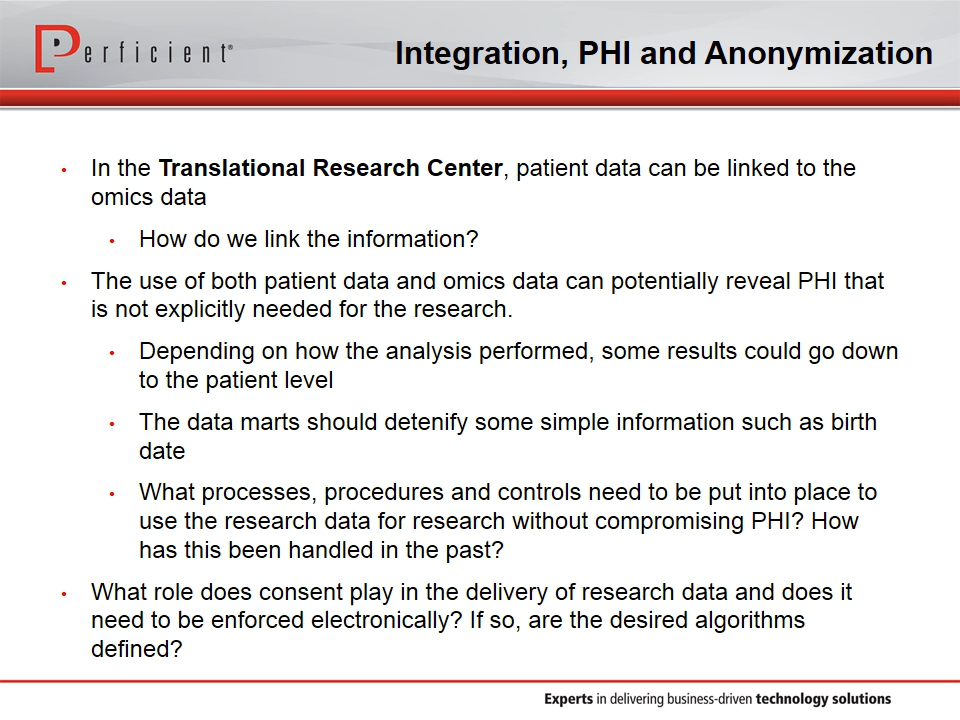 Perficient®
Integration, PHI and Anonymization
• In the Translational Research Center, patient data can be linked to the
omics data
• How do we link the information?
• The use of both patient data and omics data can potentially reveal PHI that
is not explicitly needed for the research.
• Depending on how the analysis performed, some results could go down
to the patient level
• The data marts should detenify some simple information such as birth
date
• What processes, procedures and controls need to be put into place to
use the research data for research without compromising PHI? How
has this been handled in the past?
• What role does consent play in the delivery of research data and does it
need to be enforced electronically? If so, are the desired algorithms
defined?
Experts in delivering business-driven technology solutions